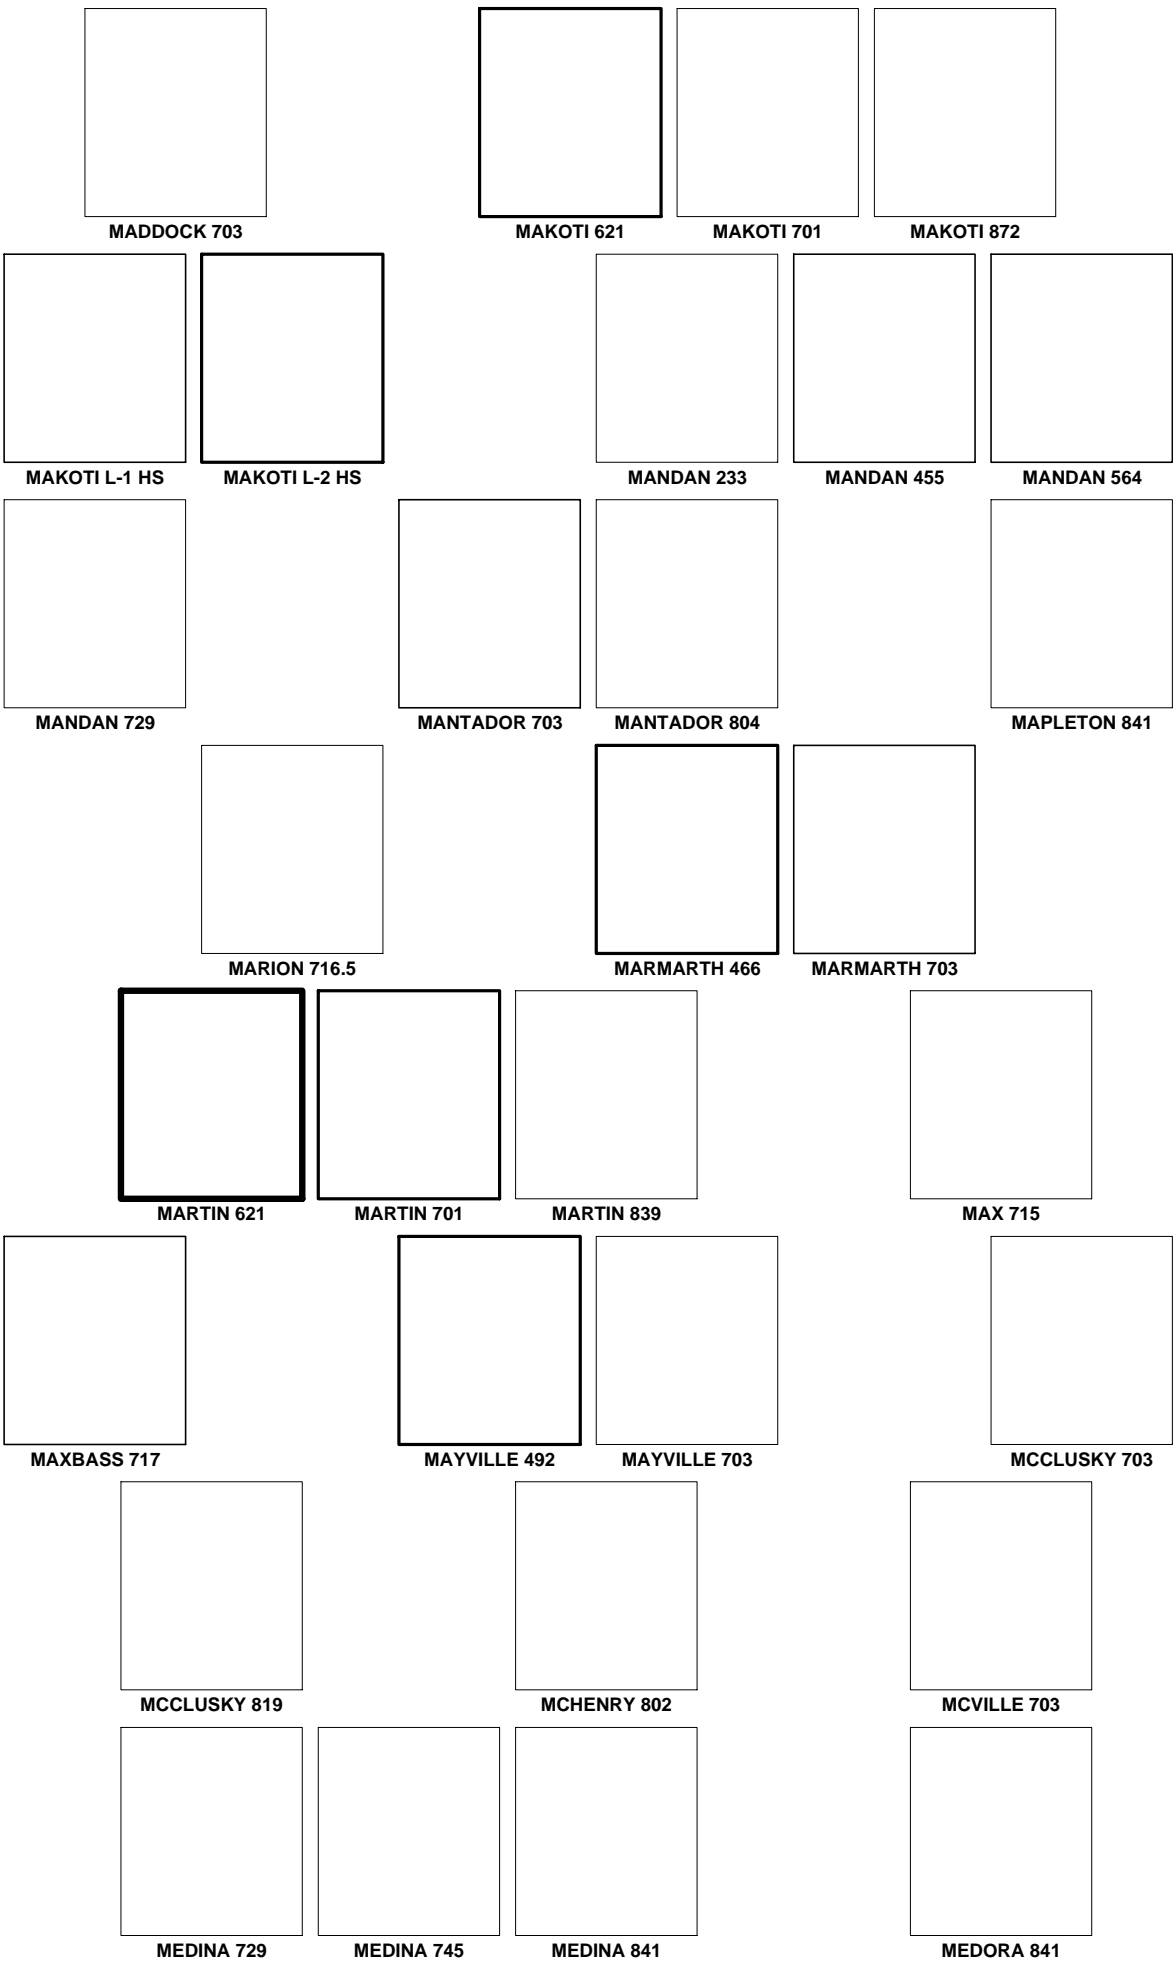 MADDOCK 703 MAKOTI 621 MAKOTI 701 MAKOTI 872
MAKOTI L-1 HS MAKOTI L-2 HS MANDAN 233 MANDAN 455 MANDAN 564
MANDAN 729 MANTADOR 703 MANTADOR 804 MAPLETON 841
MARION 716.5 MARMARTH 466 MARMARTH 703
MARTIN 621 MARTIN 701 MARTIN 839 MAX 715
MAXBASS 717 MAYVILLE 492 MAYVILLE 703 MCCLUSKY 703
MCCLUSKY 819 MCHENRY 802 MCVILLE 703
MEDINA 729 MEDINA 745 MEDINA 841 MEDORA 841